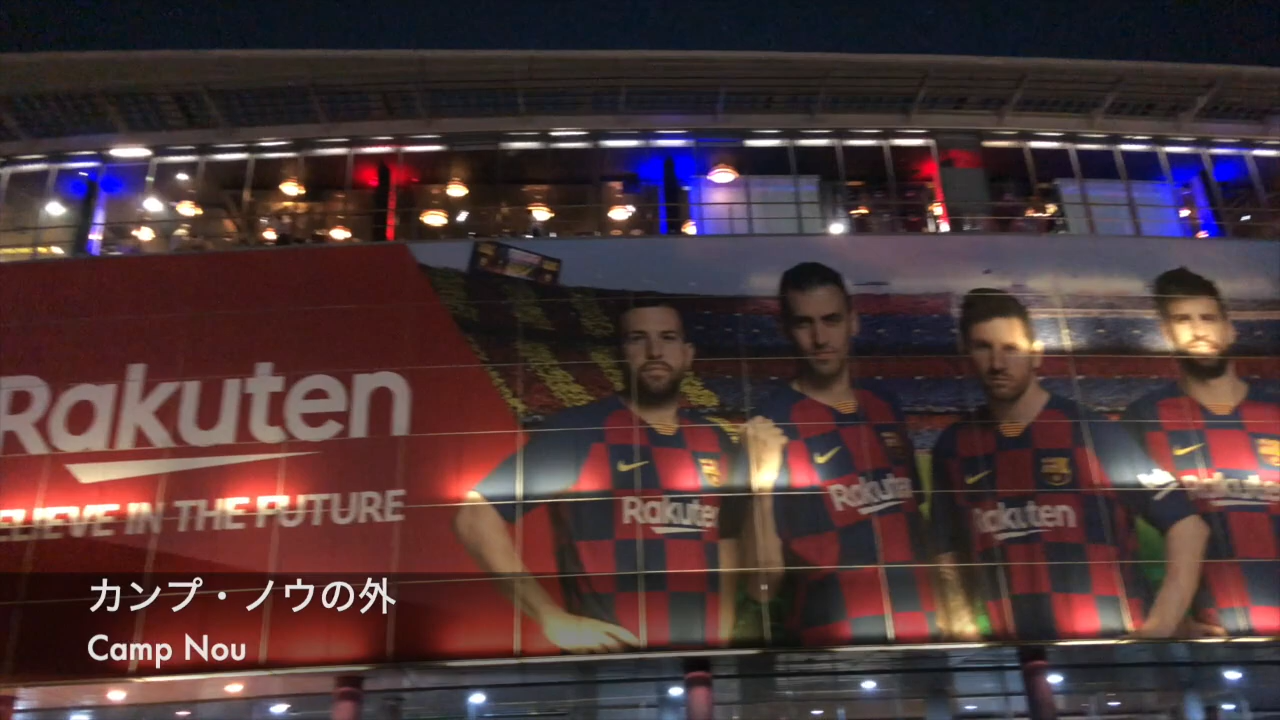 Rakuten
ELIEVE IN THE FUTURE
Rakuten
Rakuten
Rakuten
Rakuten
カンプ・ノウの外
Camp Nou